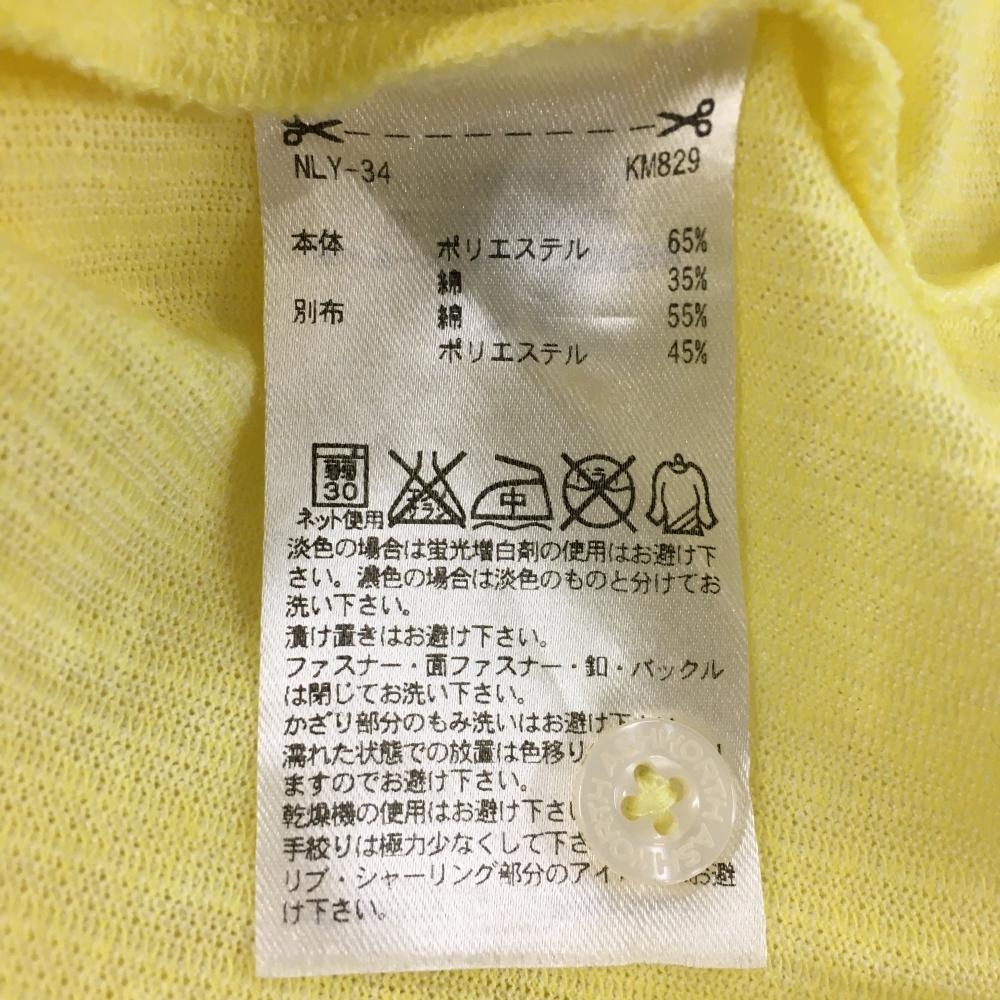 NLY-34 KM829
本体 ポリエステル 65%
綿 35%
別布 綿 55%
ポリエステル 45%
30
中
ネット使用
淡色の場合は蛍光増白剤の使用はお避け下
さい。濃色の場合は淡色のものと分けてお
洗い下さい。
漬け置きはお避け下さい。
ファスナー・面ファスナー・釦・バックル
は閉じてお洗い下さい。
かざり部分のもみ洗いはお避け下
濡れた状態での放置は色移り
ますのでお避け下さい。
乾燥機の使用はお避け下
手絞りは極力少なくして下さ
リブ・シャーリング部分のアイ お避
け下さい。
ASHWORTH ASHWORTH